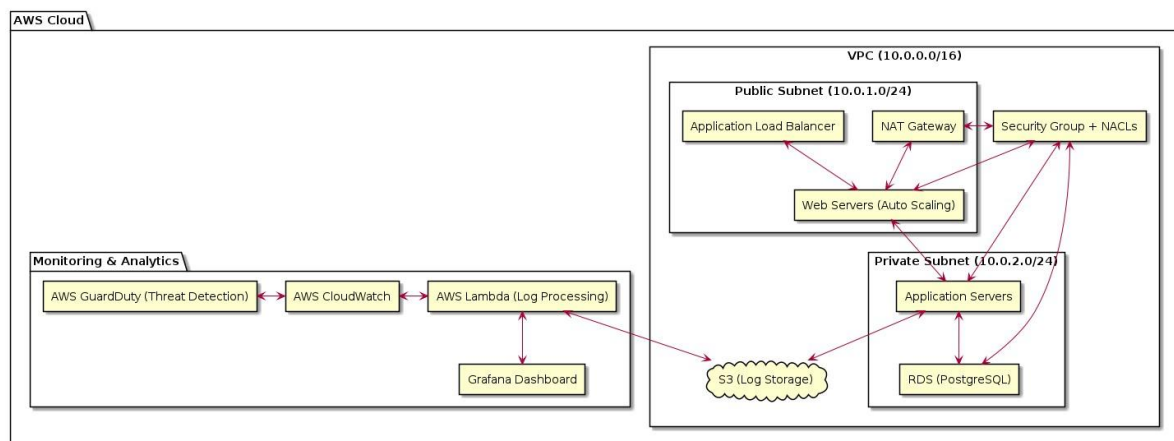 AWS Cloud
VPC (10.0.0.0/16)
Public Subnet (10.0.1.0/24)
Application Load Balancer
NAT Gateway
Security Group + NACLs
Web Servers (Auto Scaling)
Monitoring & Analytics
Private Subnet (10.0.2.0/24)
AWS GuardDuty (Threat Detection)
AWS CloudWatch
AWS Lambda (Log Processing)
Application Servers
Grafana Dashboard
S3 (Log Storage)
RDS (PostgreSQL)